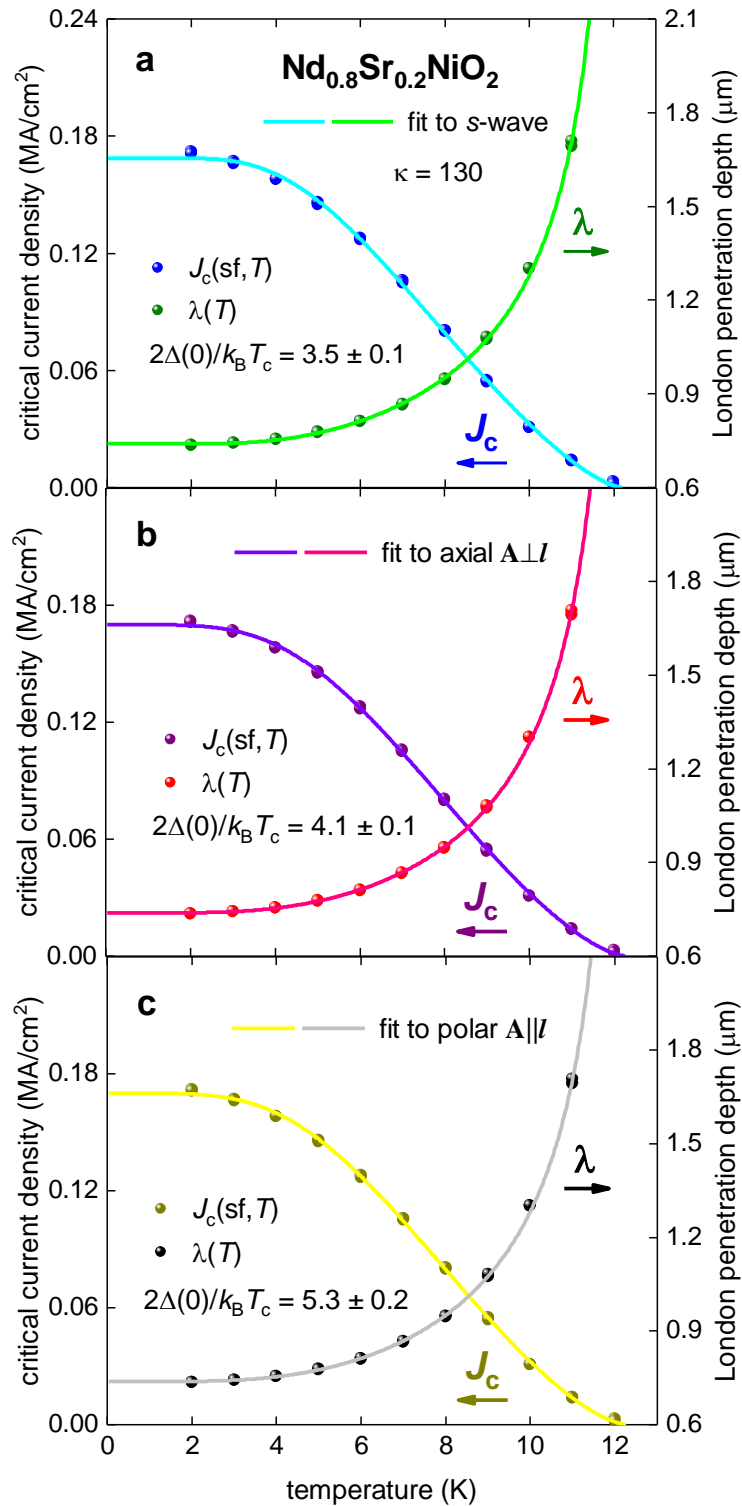 a
Nd0.8Sr0.2NiO2
fit to s-wave
κ = 130
Jc(sf,T)
λ(T)
2Δ(0)/kBTc = 3.5 ± 0.1
λ
Jc
critical current density (MA/cm2)
0.24
0.18
0.12
0.06
0.00
London penetration depth (μm)
2.1
1.8
1.5
1.2
0.9
0.6
b
fit to axial A⊥l
Jc(sf,T)
λ(T)
2Δ(0)/kBTc = 4.1 ± 0.1
λ
Jc
critical current density (MA/cm2)
0.18
0.12
0.06
0.00
London penetration depth (μm)
1.8
1.5
1.2
0.9
0.6
c
fit to polar A||l
Jc(sf,T)
λ(T)
2Δ(0)/kBTc = 5.3 ± 0.2
λ
Jc
critical current density (MA/cm2)
0.18
0.12
0.06
0.00
London penetration depth (μm)
1.8
1.5
1.2
0.9
0.6
0 2 4 6 8 10 12
temperature (K)